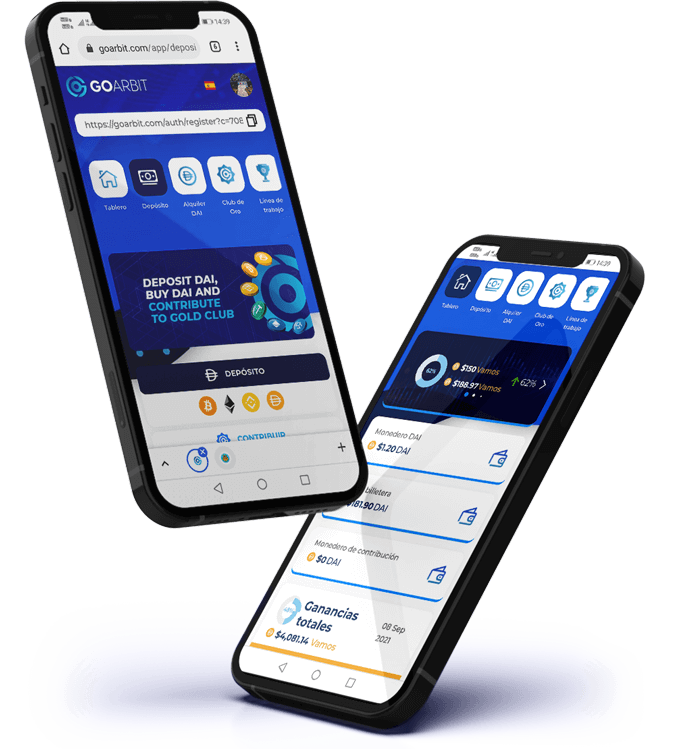 14:39
goarbit.com/app/deposi
6
GOARBIT
https://goarbit.com/auth/register?c=70E
Tablero
Depósito
Alquiler
DAI
Club de
Oro
Línea de
trabajo
DEPOSIT DAI,
BUY DAI AND
CONTRIBUTE
TO GOLD CLUB
DEPÓSITO
CONTRIBUIR
14:39
Tablero
Depósito
Alquiler
DAI
Club de
Oro
Línea de
trabajo
62%
$150 Vamos
$188.97 Vamos
62%
Monedero DAI
$1.20 DAI
billetera
181.90 DAI
Monedero de contribución
$0 DAI
Ganancias
totales
08 Sep
2021
$4,081.14 Vamos